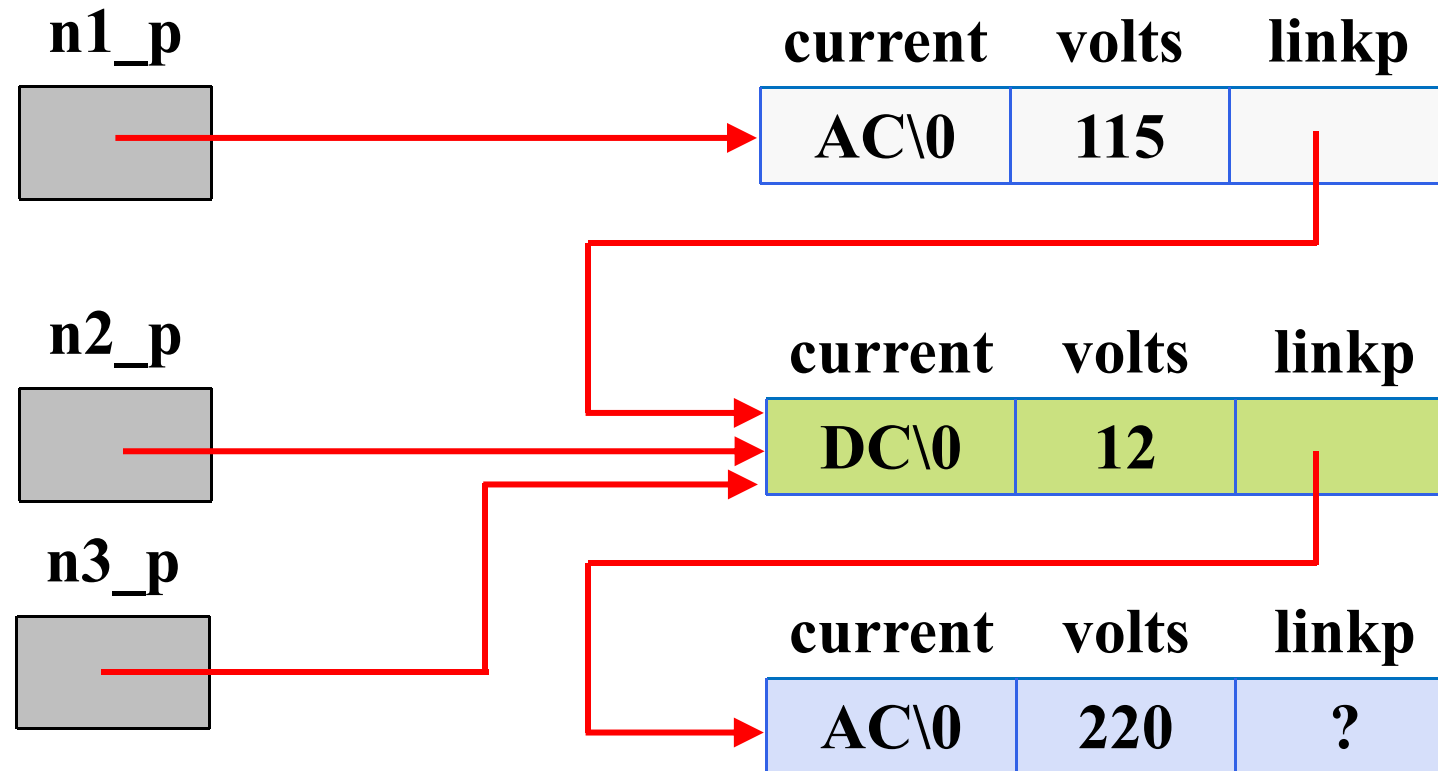 n1_p
current volts linkp
AC\0 115
n2_p
current volts linkp
DC\0 12
n3_p
current volts linkp
AC\0 220 ?